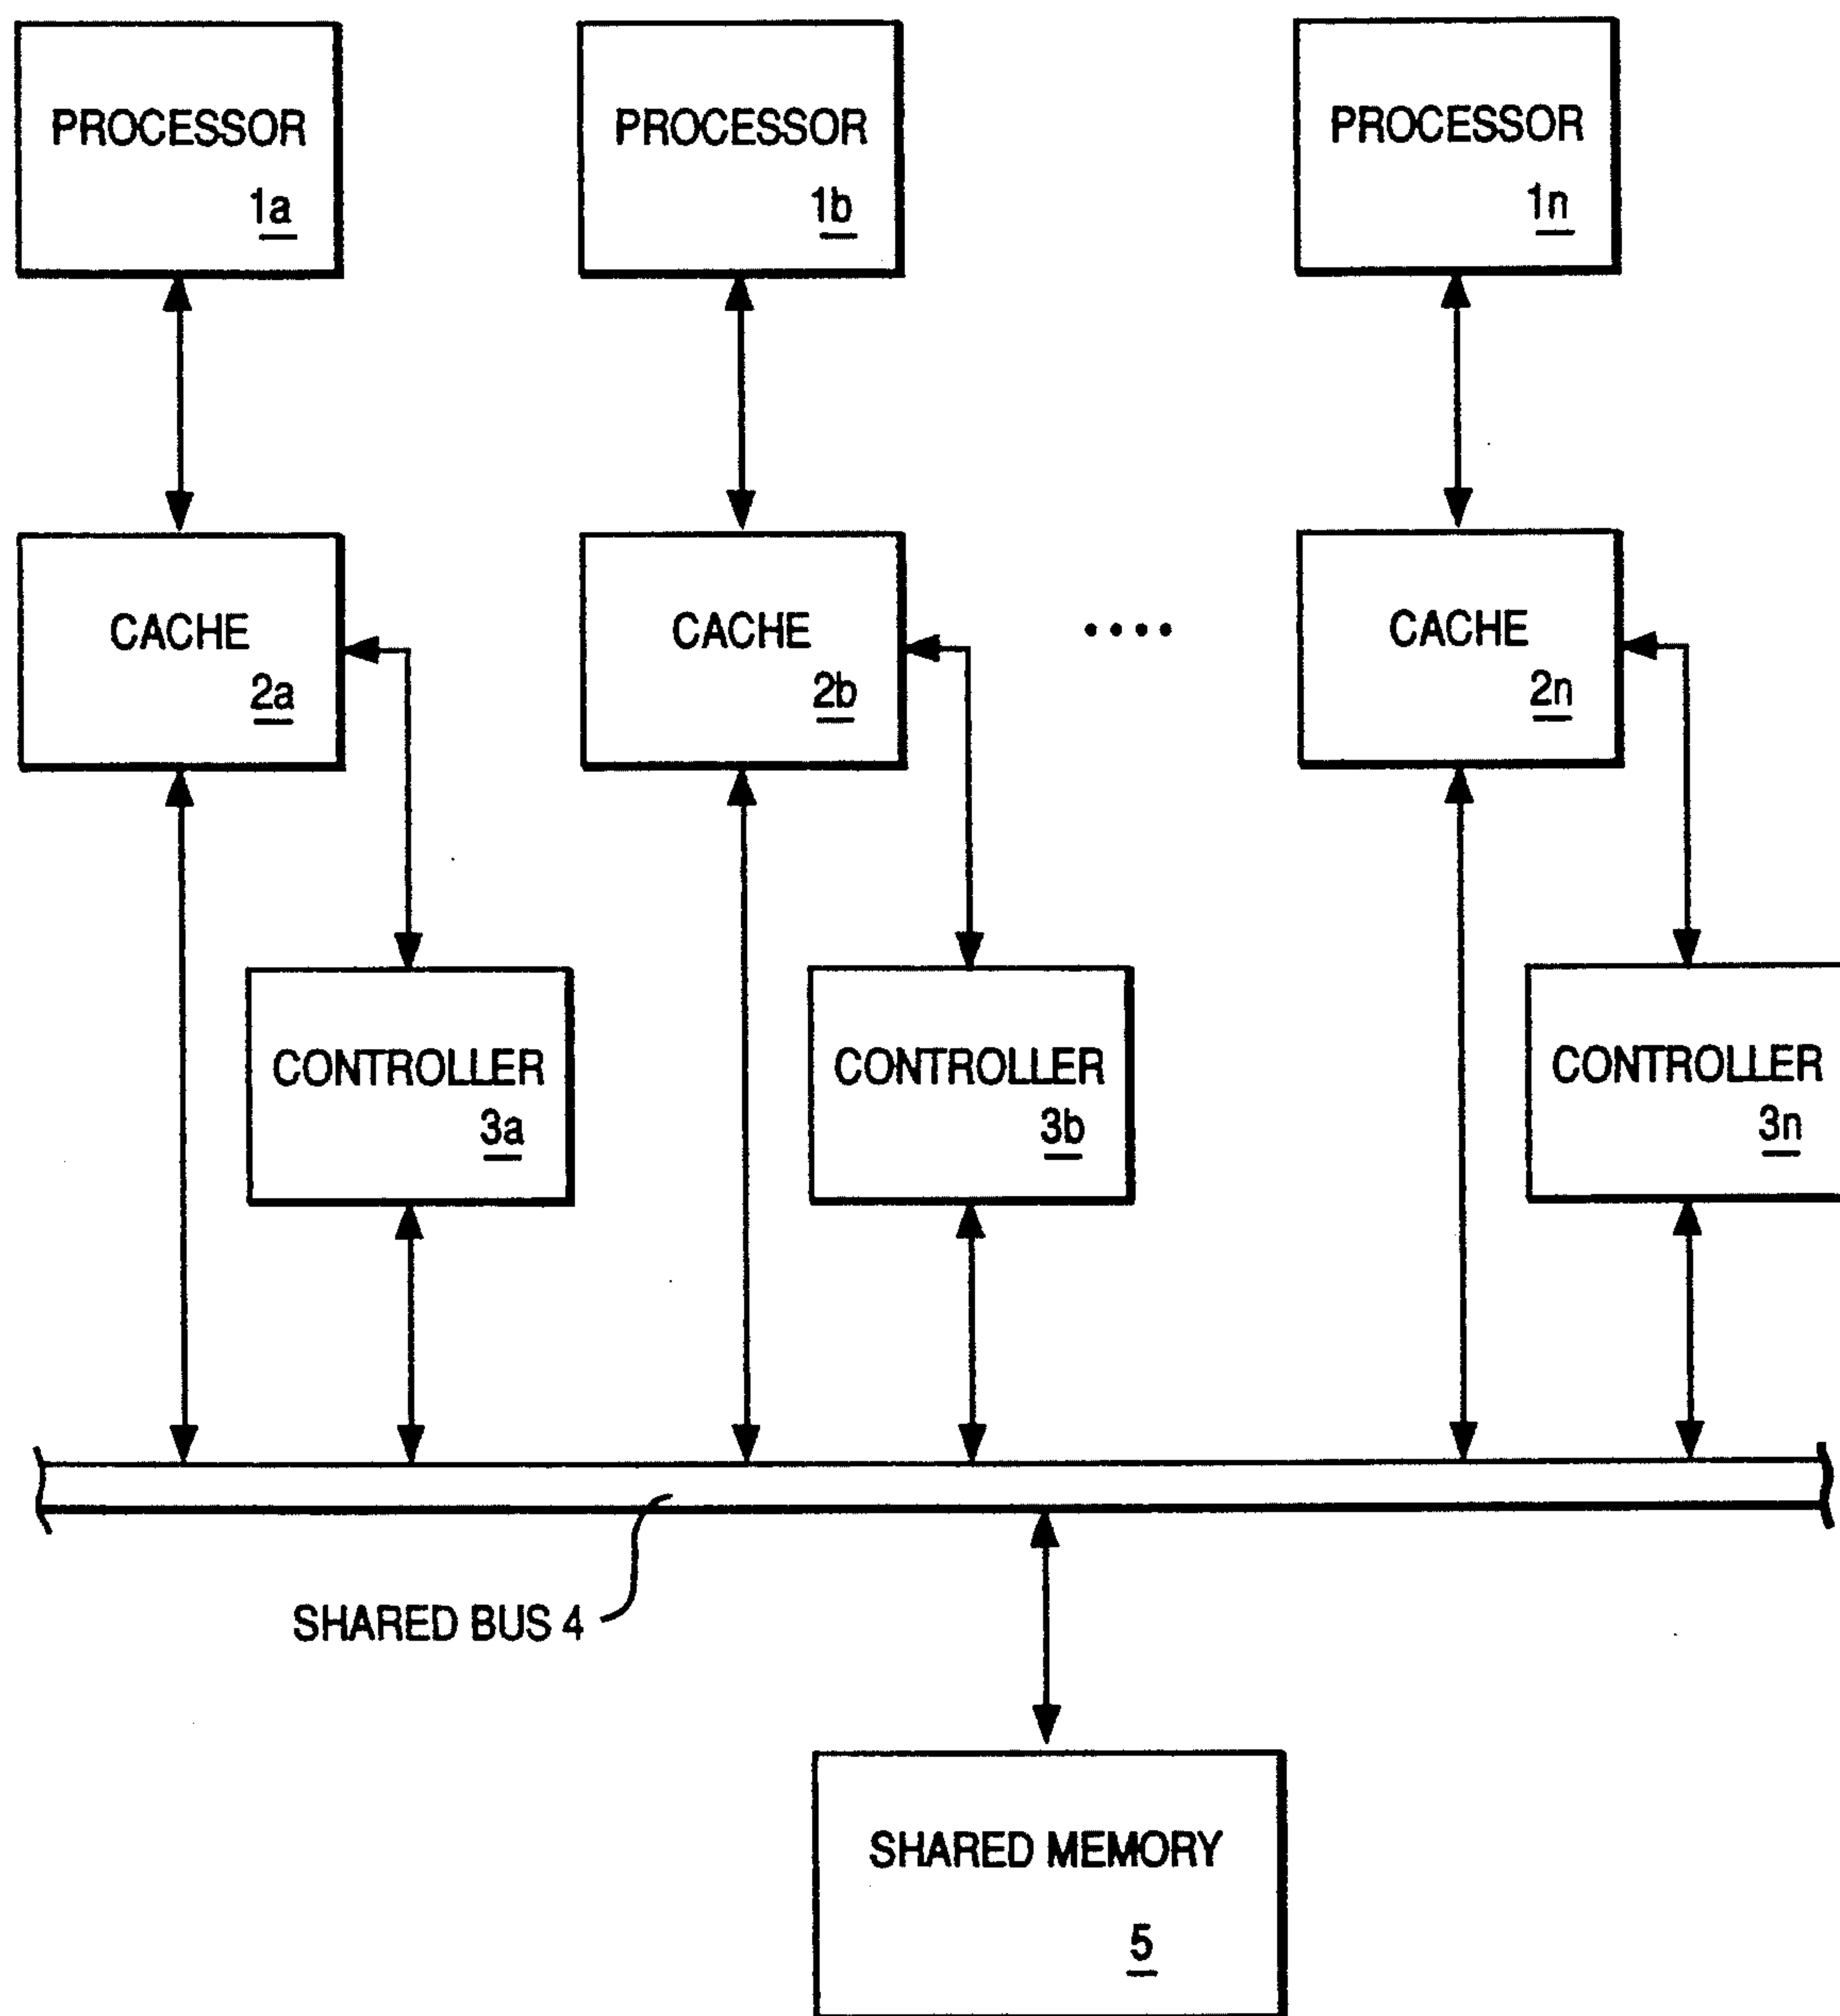 PROCESSOR
1a
PROCESSOR
1b
PROCESSOR
1n
CACHE
2a
CACHE
2b
....
CACHE
2n
CONTROLLER
3a
CONTROLLER
3b
CONTROLLER
3n
SHARED BUS 4
SHARED MEMORY
5